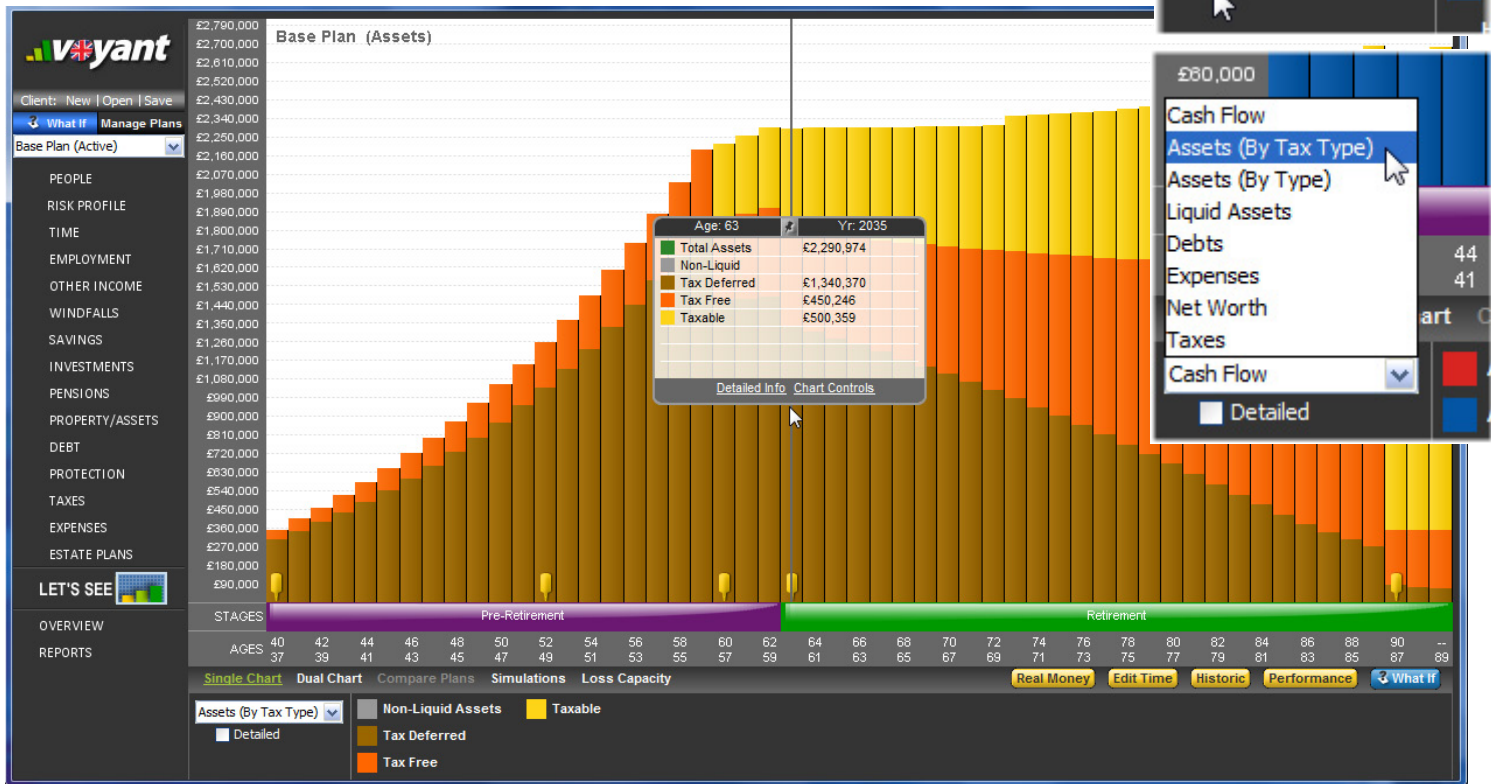 voyant
Client: New | Open | Save
What If Manage Plans
Base Plan (Active)
PEOPLE
RISK PROFILE
TIME
EMPLOYMENT
OTHER INCOME
WINDFALLS
SAVINGS
INVESTMENTS
PENSIONS
PROPERTY/ASSETS
DEBT
PROTECTION
TAXES
EXPENSES
ESTATE PLANS
LET'S SEE
OVERVIEW
REPORTS
Base Plan (Assets)
£2,790,000
£2,700,000
£2,610,000
£2,520,000
£2,430,000
£2,340,000
£2,250,000
£2,160,000
£2,070,000
£1,980,000
£1,890,000
£1,800,000
£1,710,000
£1,620,000
£1,530,000
£1,440,000
£1,350,000
£1,260,000
£1,170,000
£1,080,000
£990,000
£900,000
£810,000
£720,000
£630,000
£540,000
£450,000
£360,000
£270,000
£180,000
£90,000
Age: 63 Yr: 2035
Total Assets £2,290,974
Non-Liquid
Tax Deferred £1,340,370
Tax Free £450,246
Taxable £500,359
Detailed Info Chart Controls
STAGES Pre-Retirement Retirement
AGES 40 42 44 46 48 50 52 54 56 58 60 62 64 66 68 70 72 74 76 78 80 82 84 86 88 90 --
37 39 41 43 45 47 49 51 53 55 57 59 61 63 65 67 69 71 73 75 77 79 81 83 85 87 89
Single Chart Dual Chart Compare Plans Simulations Loss Capacity Real Money Edit Time Historic Performance What If
Assets (By Tax Type) Non-Liquid Assets Taxable
Detailed Tax Deferred
Tax Free
£60,000
Cash Flow
Assets (By Tax Type)
Assets (By Type)
Liquid Assets
Debts
Expenses
Net Worth
Taxes
Cash Flow
Detailed
44
41